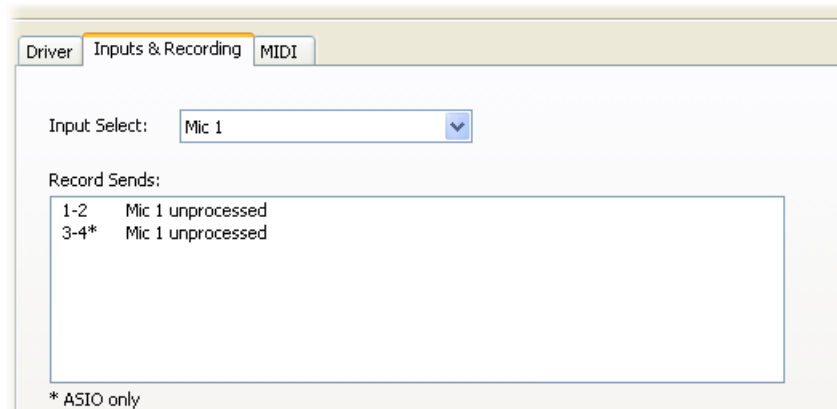 Driver Inputs & Recording MIDI
Input Select: Mic 1
Record Sends:
1-2 Mic 1 unprocessed
3-4* Mic 1 unprocessed
* ASIO only